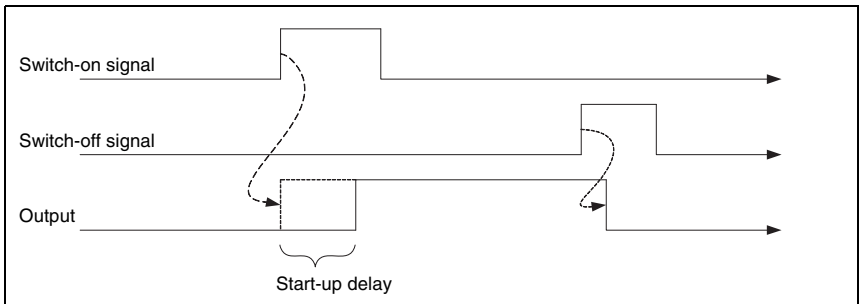 Switch-on signal
Switch-off signal
Output
Start-up delay